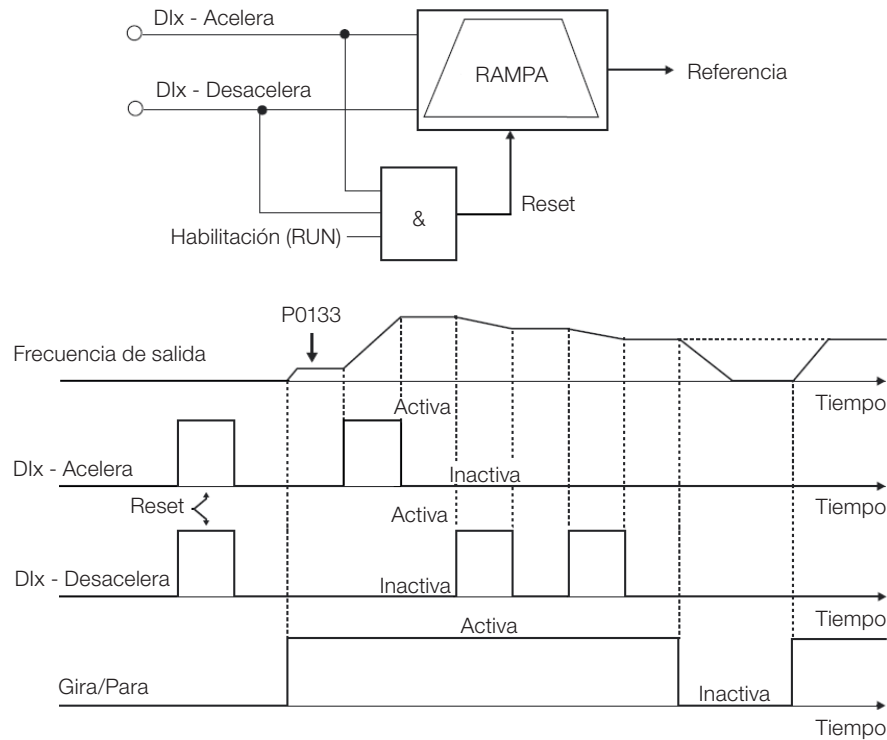 DIx - Acelera
DIx - Desacelera
RAMPA
Referencia
&
Reset
Habilitación (RUN)
P0133
Frecuencia de salida
Tiempo
Activa
DIx - Acelera
Inactiva
Tiempo
Reset
Activa
DIx - Desacelera
Inactiva
Tiempo
Activa
Gira/Para
Inactiva
Tiempo